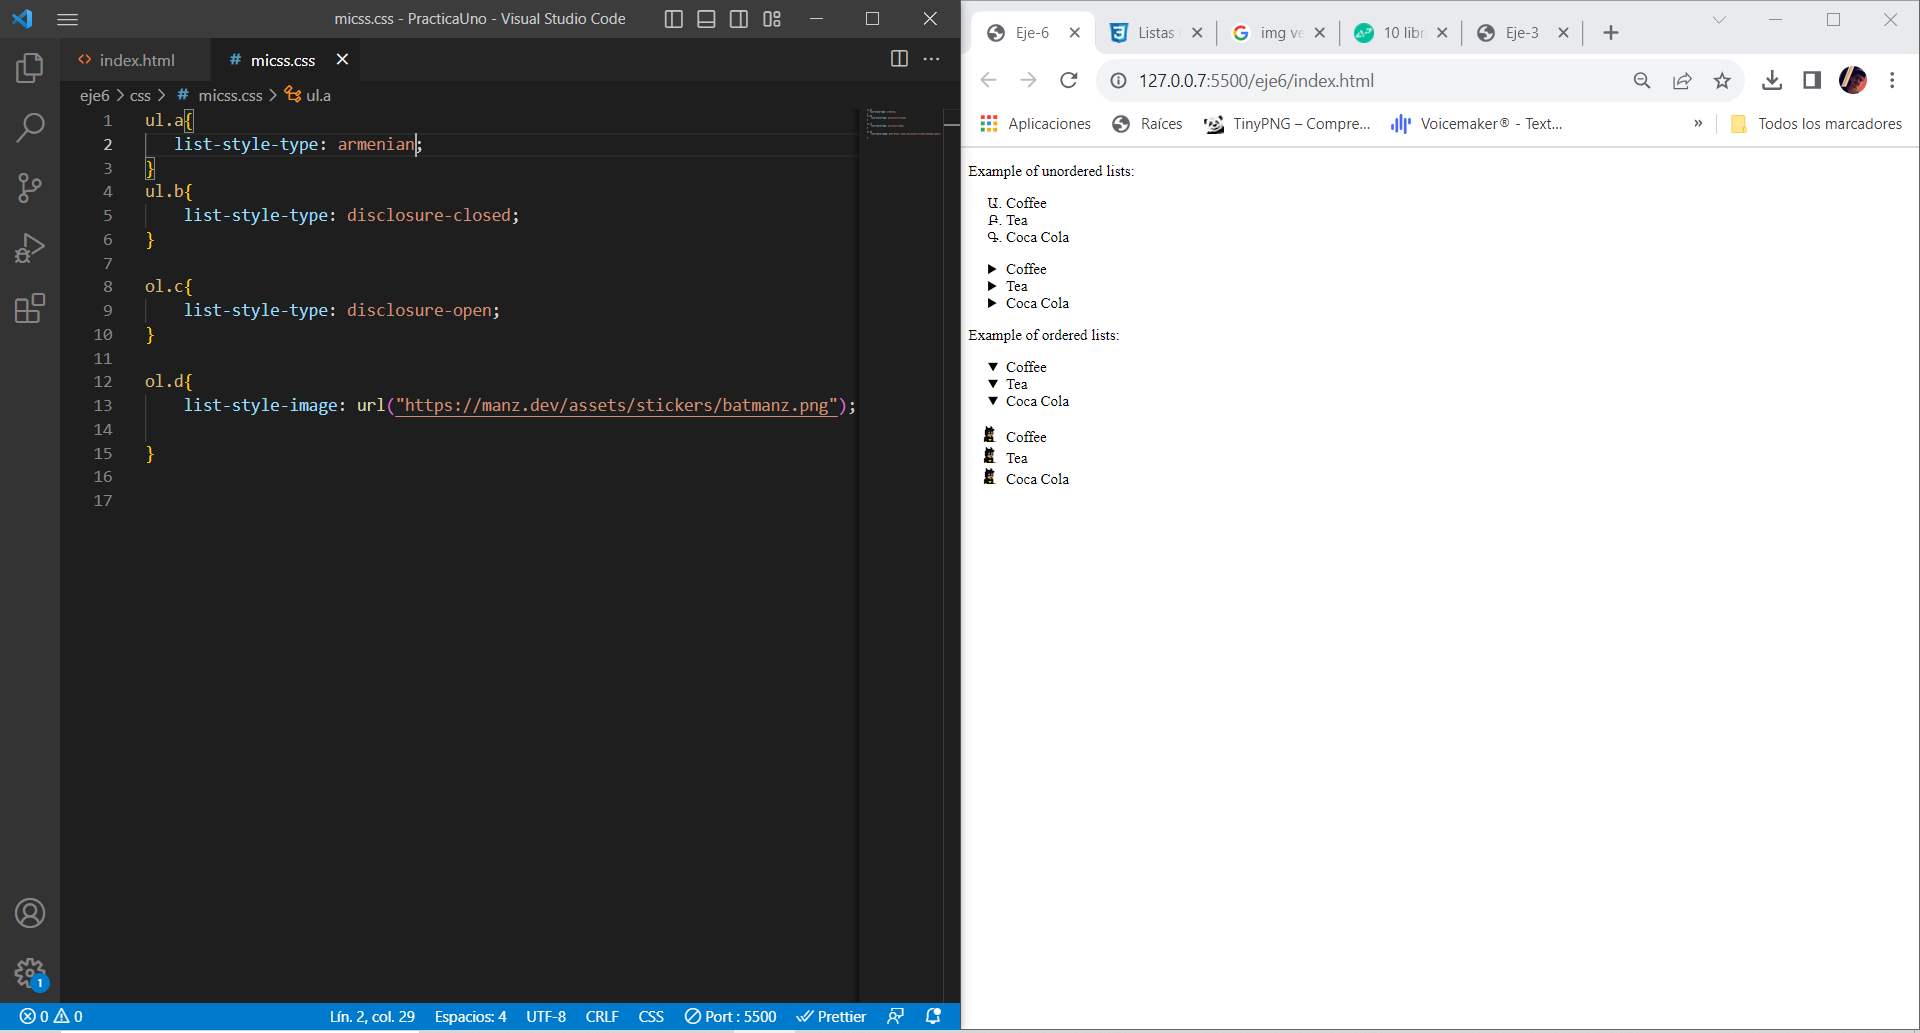 micss.css - PracticaUno - Visual Studio Code
index.html
# micss.css
eje6 > css > # micss.css > ul.a
1 ul.a{
2 list-style-type: armenian;
3 }
4 ul.b{
5 list-style-type: disclosure-closed;
6 }
7
8 ol.c{
9 list-style-type: disclosure-open;
10 }
11
12 ol.d{
13 list-style-image: url("https://manz.dev/assets/stickers/batmanz.png");
14
15 }
16
17
1
0 0
Lín. 2, col. 29
Espacios: 4
UTF-8
CRLF
CSS
Port : 5500
Prettier
Eje-6
Listas
img ve
10 libr
Eje-3
127.0.0.7:5500/eje6/index.html
Aplicaciones
Raíces
TinyPNG – Compre...
Voicemaker® - Text...
»
Todos los marcadores
Example of unordered lists:
Ա. Coffee
Բ. Tea
Գ. Coca Cola
Coffee
Tea
Coca Cola
Example of ordered lists:
Coffee
Tea
Coca Cola
Coffee
Tea
Coca Cola